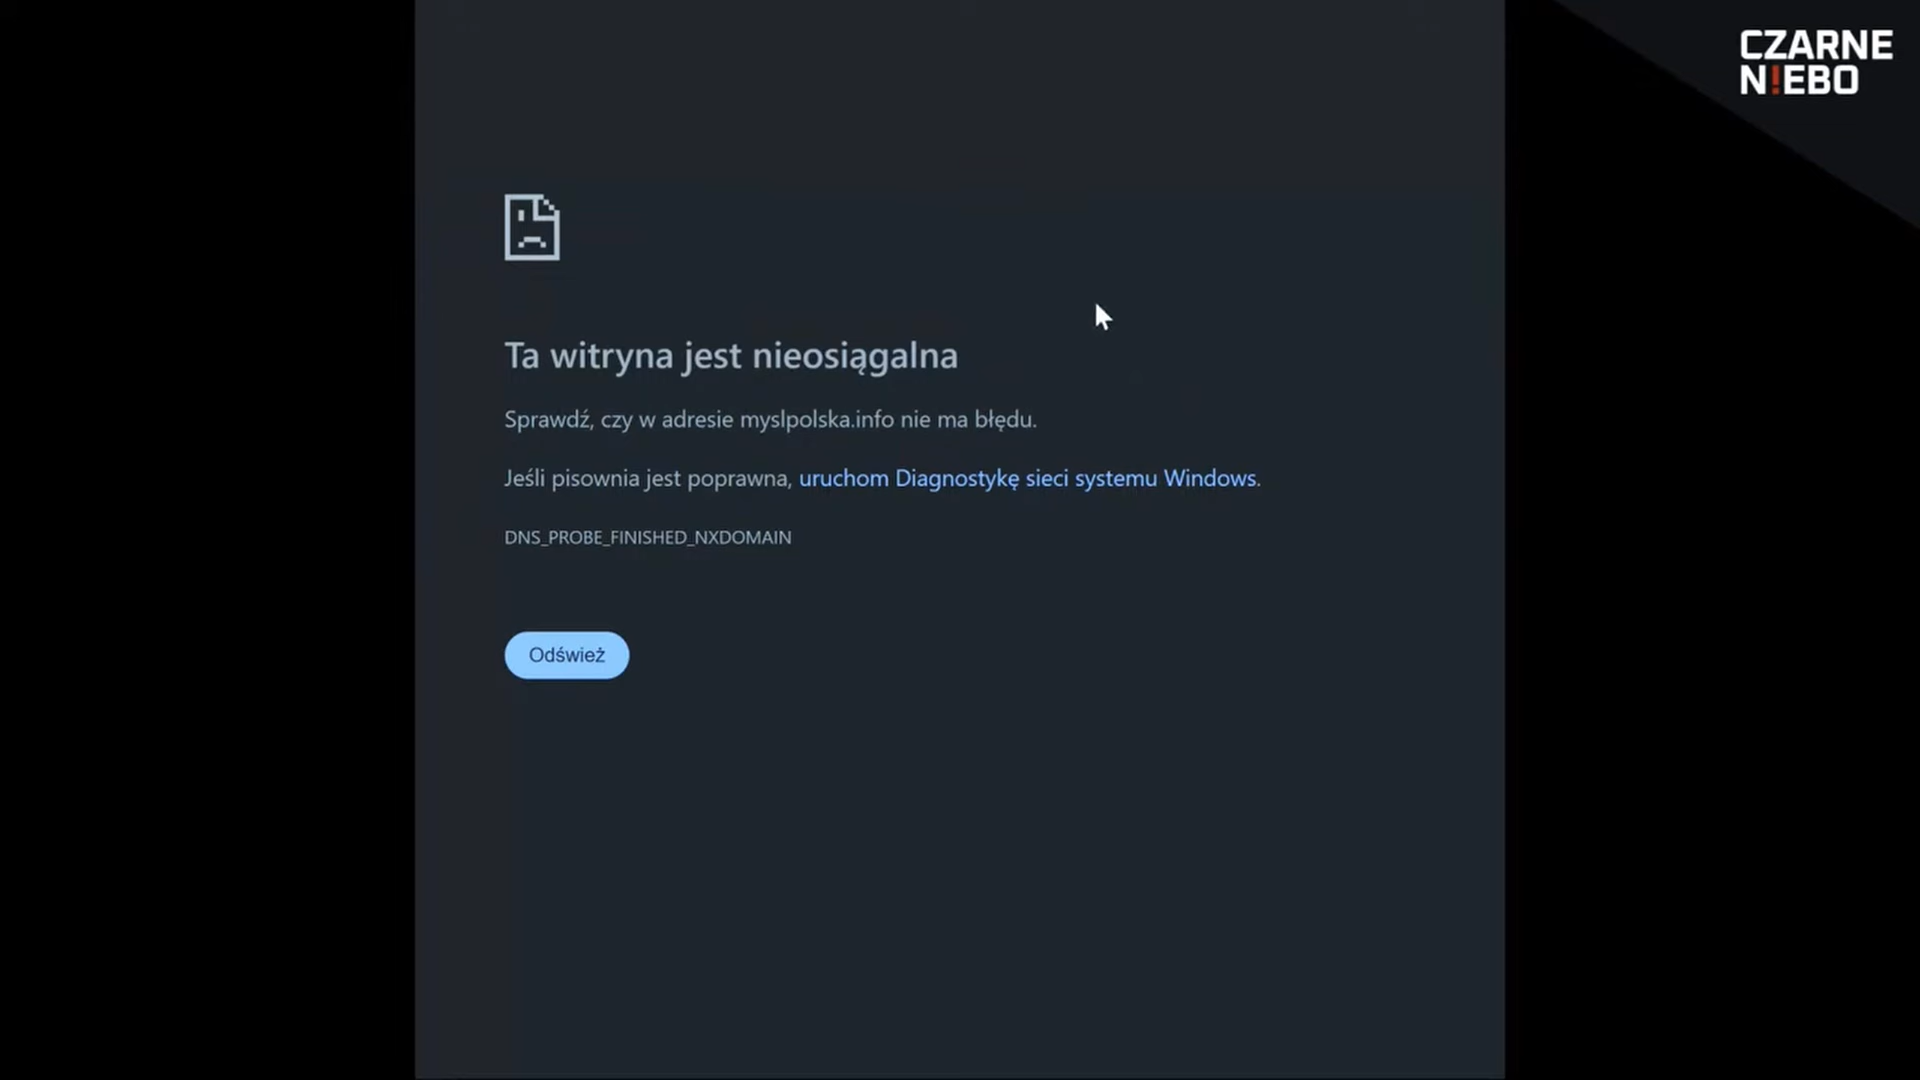 CZARNE
N!EBO
Ta witryna jest nieosiągalna
Sprawdź, czy w adresie myslpolska.info nie ma błędu.
Jeśli pisownia jest poprawna, uruchom Diagnostykę sieci systemu Windows.
DNS_PROBE_FINISHED_NXDOMAIN
Odśwież